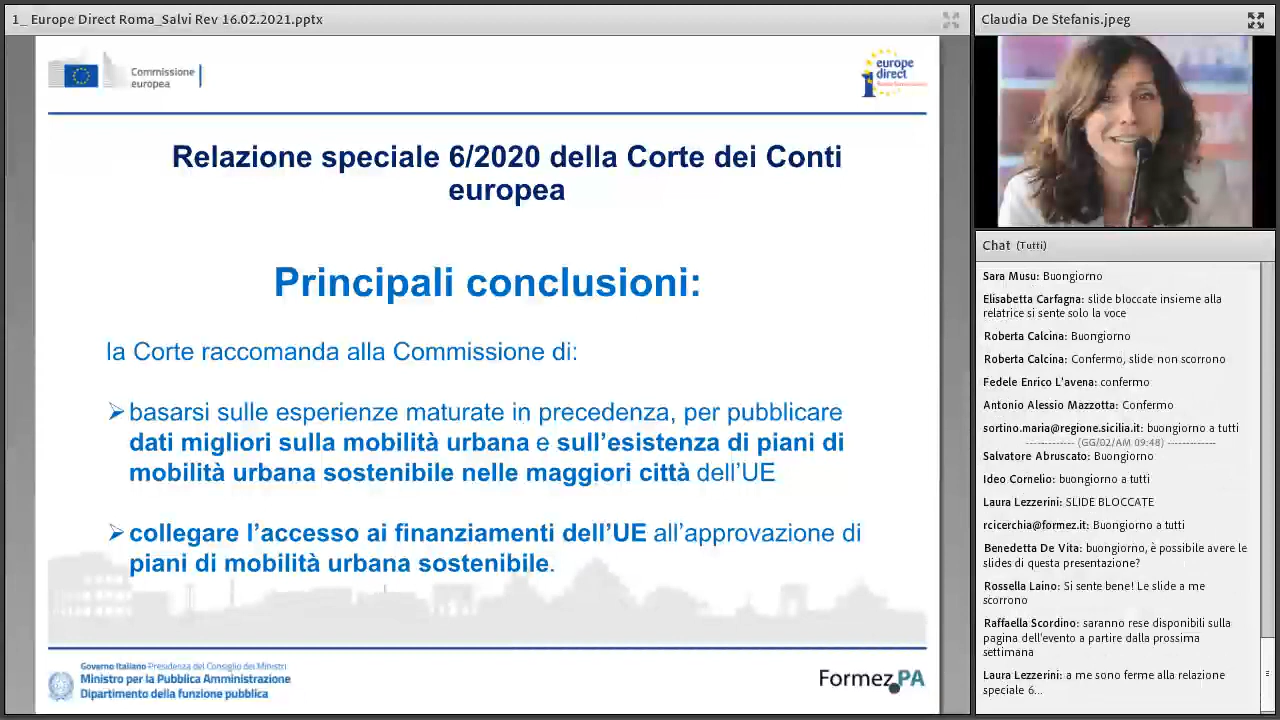 1_ Europe Direct Roma_Salvi Rev 16.02.2021.pptx
Commissione
europea
europe
direct
Relazione speciale 6/2020 della Corte dei Conti
europea
Principali conclusioni:
la Corte raccomanda alla Commissione di:
basarsi sulle esperienze maturate in precedenza, per pubblicare
dati migliori sulla mobilità urbana e sull’esistenza di piani di
mobilità urbana sostenibile nelle maggiori città dell’UE
collegare l’accesso ai finanziamenti dell’UE all’approvazione di
piani di mobilità urbana sostenibile.
Governo Italiano Presidenza del Consiglio dei Ministri
Ministro per la Pubblica Amministrazione
Dipartimento della funzione pubblica
Formez PA
Claudia De Stefanis.jpeg
Chat (Tutti)
Sara Musu: Buongiorno
Elisabetta Carfagna: slide bloccate insieme alla
relatrice si sente solo la voce
Roberta Calcina: Buongiorno
Roberta Calcina: Confermo, slide non scorrono
Fedele Enrico L'avena: confermo
Antonio Alessio Mazzotta: Confermo
sortino.maria@regione.sicilia.it: buongiorno a tutti
------------ (GG/02/AM 09:48) ------------
Salvatore Abruscato: Buongiorno
Ideo Cornelio: buongiorno a tutti
Laura Lezzerini: SLIDE BLOCCATE
rcicerchia@formez.it: Buongiorno a tutti
Benedetta De Vita: buongiorno, è possibile avere le
slides di questa presentazione?
Rossella Laino: Si sente bene! Le slide a me
scorrono
Raffaella Scordino: saranno rese disponibili sulla
pagina dell'evento a partire dalla prossima
settimana
Laura Lezzerini: a me sono ferme alla relazione
speciale 6...